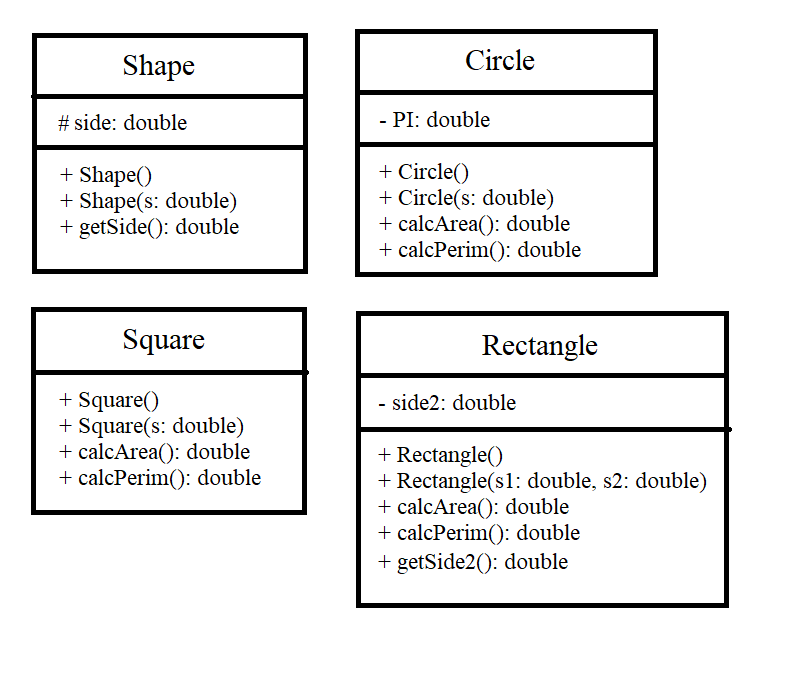 Shape
# side: double
+ Shape()
+ Shape(s: double)
+ getSide(): double
Circle
- PI: double
+ Circle()
+ Circle(s: double)
+ calcArea(): double
+ calcPerim(): double
Square
+ Square()
+ Square(s: double)
+ calcArea(): double
+ calcPerim(): double
Rectangle
- side2: double
+ Rectangle()
+ Rectangle(s1: double, s2: double)
+ calcArea(): double
+ calcPerim(): double
+ getSide2(): double